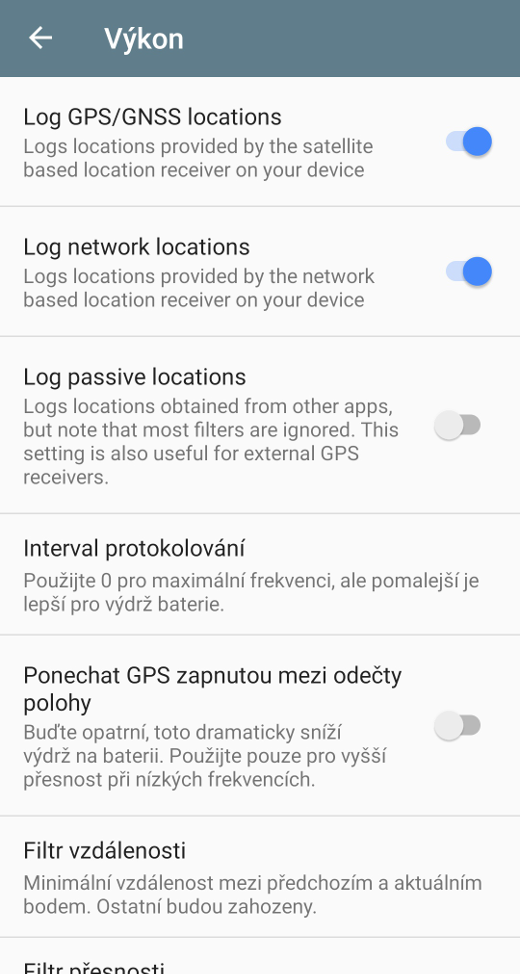 Výkon
Log GPS/GNSS locations
Logs locations provided by the satellite
based location receiver on your device
Log network locations
Logs locations provided by the network
based location receiver on your device
Log passive locations
Logs locations obtained from other apps,
but note that most filters are ignored. This
setting is also useful for external GPS
receivers.
Interval protokolování
Použijte 0 pro maximální frekvenci, ale pomalejší je
lepší pro výdrž baterie.
Ponechat GPS zapnutou mezi odečty
polohy
Buďte opatrní, toto dramaticky sníží
výdrž na baterii. Použijte pouze pro vyšší
přesnost při nízkých frekvencích.
Filtr vzdálenosti
Minimální vzdálenost mezi předchozím a aktuálním
bodem. Ostatní budou zahozeny.
Filtr přesnosti